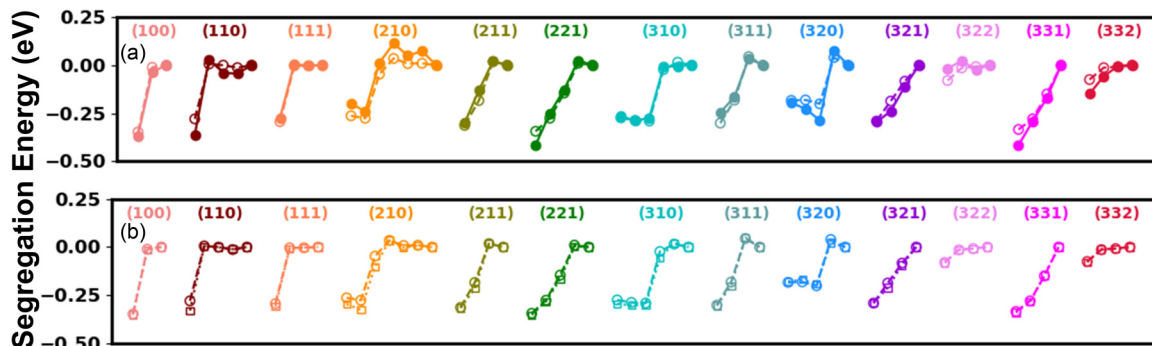 Segregation Energy (eV)
0.25
0.00
−0.25
−0.50
(a)
(100) (110) (111) (210) (211) (221) (310) (311) (320) (321) (322) (331) (332)
0.25
0.00
−0.25
−0.50
(b)
(100) (110) (111) (210) (211) (221) (310) (311) (320) (321) (322) (331) (332)